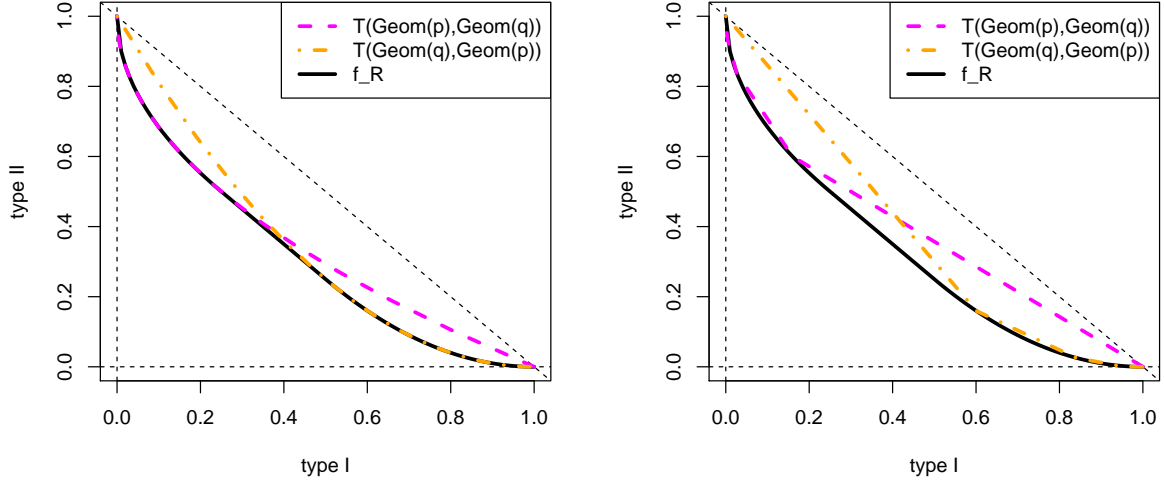 T(Geom(p),Geom(q))
T(Geom(q),Geom(p))
f_R
type II
1.0
0.8
0.6
0.4
0.2
0.0
0.0 0.2 0.4 0.6 0.8 1.0
type I
T(Geom(p),Geom(q))
T(Geom(q),Geom(p))
f_R
type II
1.0
0.8
0.6
0.4
0.2
0.0
0.0 0.2 0.4 0.6 0.8 1.0
type I